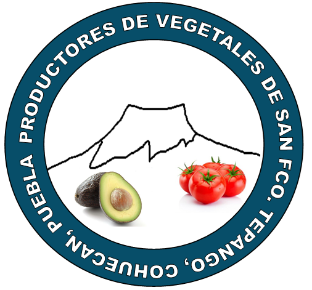 PRODUCTORES DE VEGETALES DE SAN FCO. TEPANGO, COHUECAN, PUEBLA